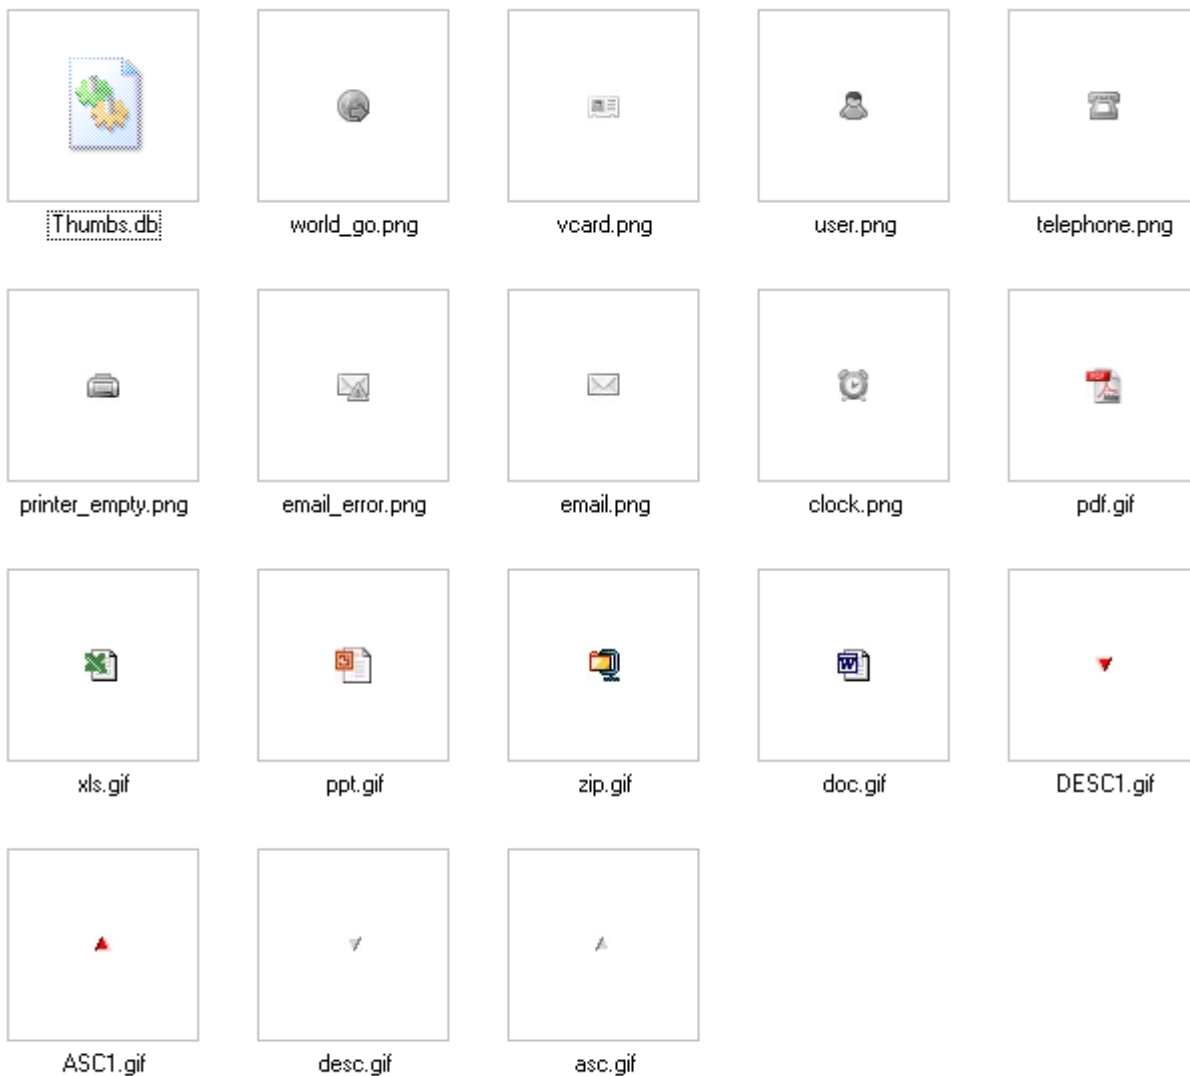 Thumbs.db
world_go.png
vcard.png
user.png
telephone.png
printer_empty.png
email_error.png
email.png
clock.png
PDF
pdf.gif
xls.gif
ppt.gif
W
zip.gif
doc.gif
DESC1.gif
ASC1.gif
desc.gif
asc.gif